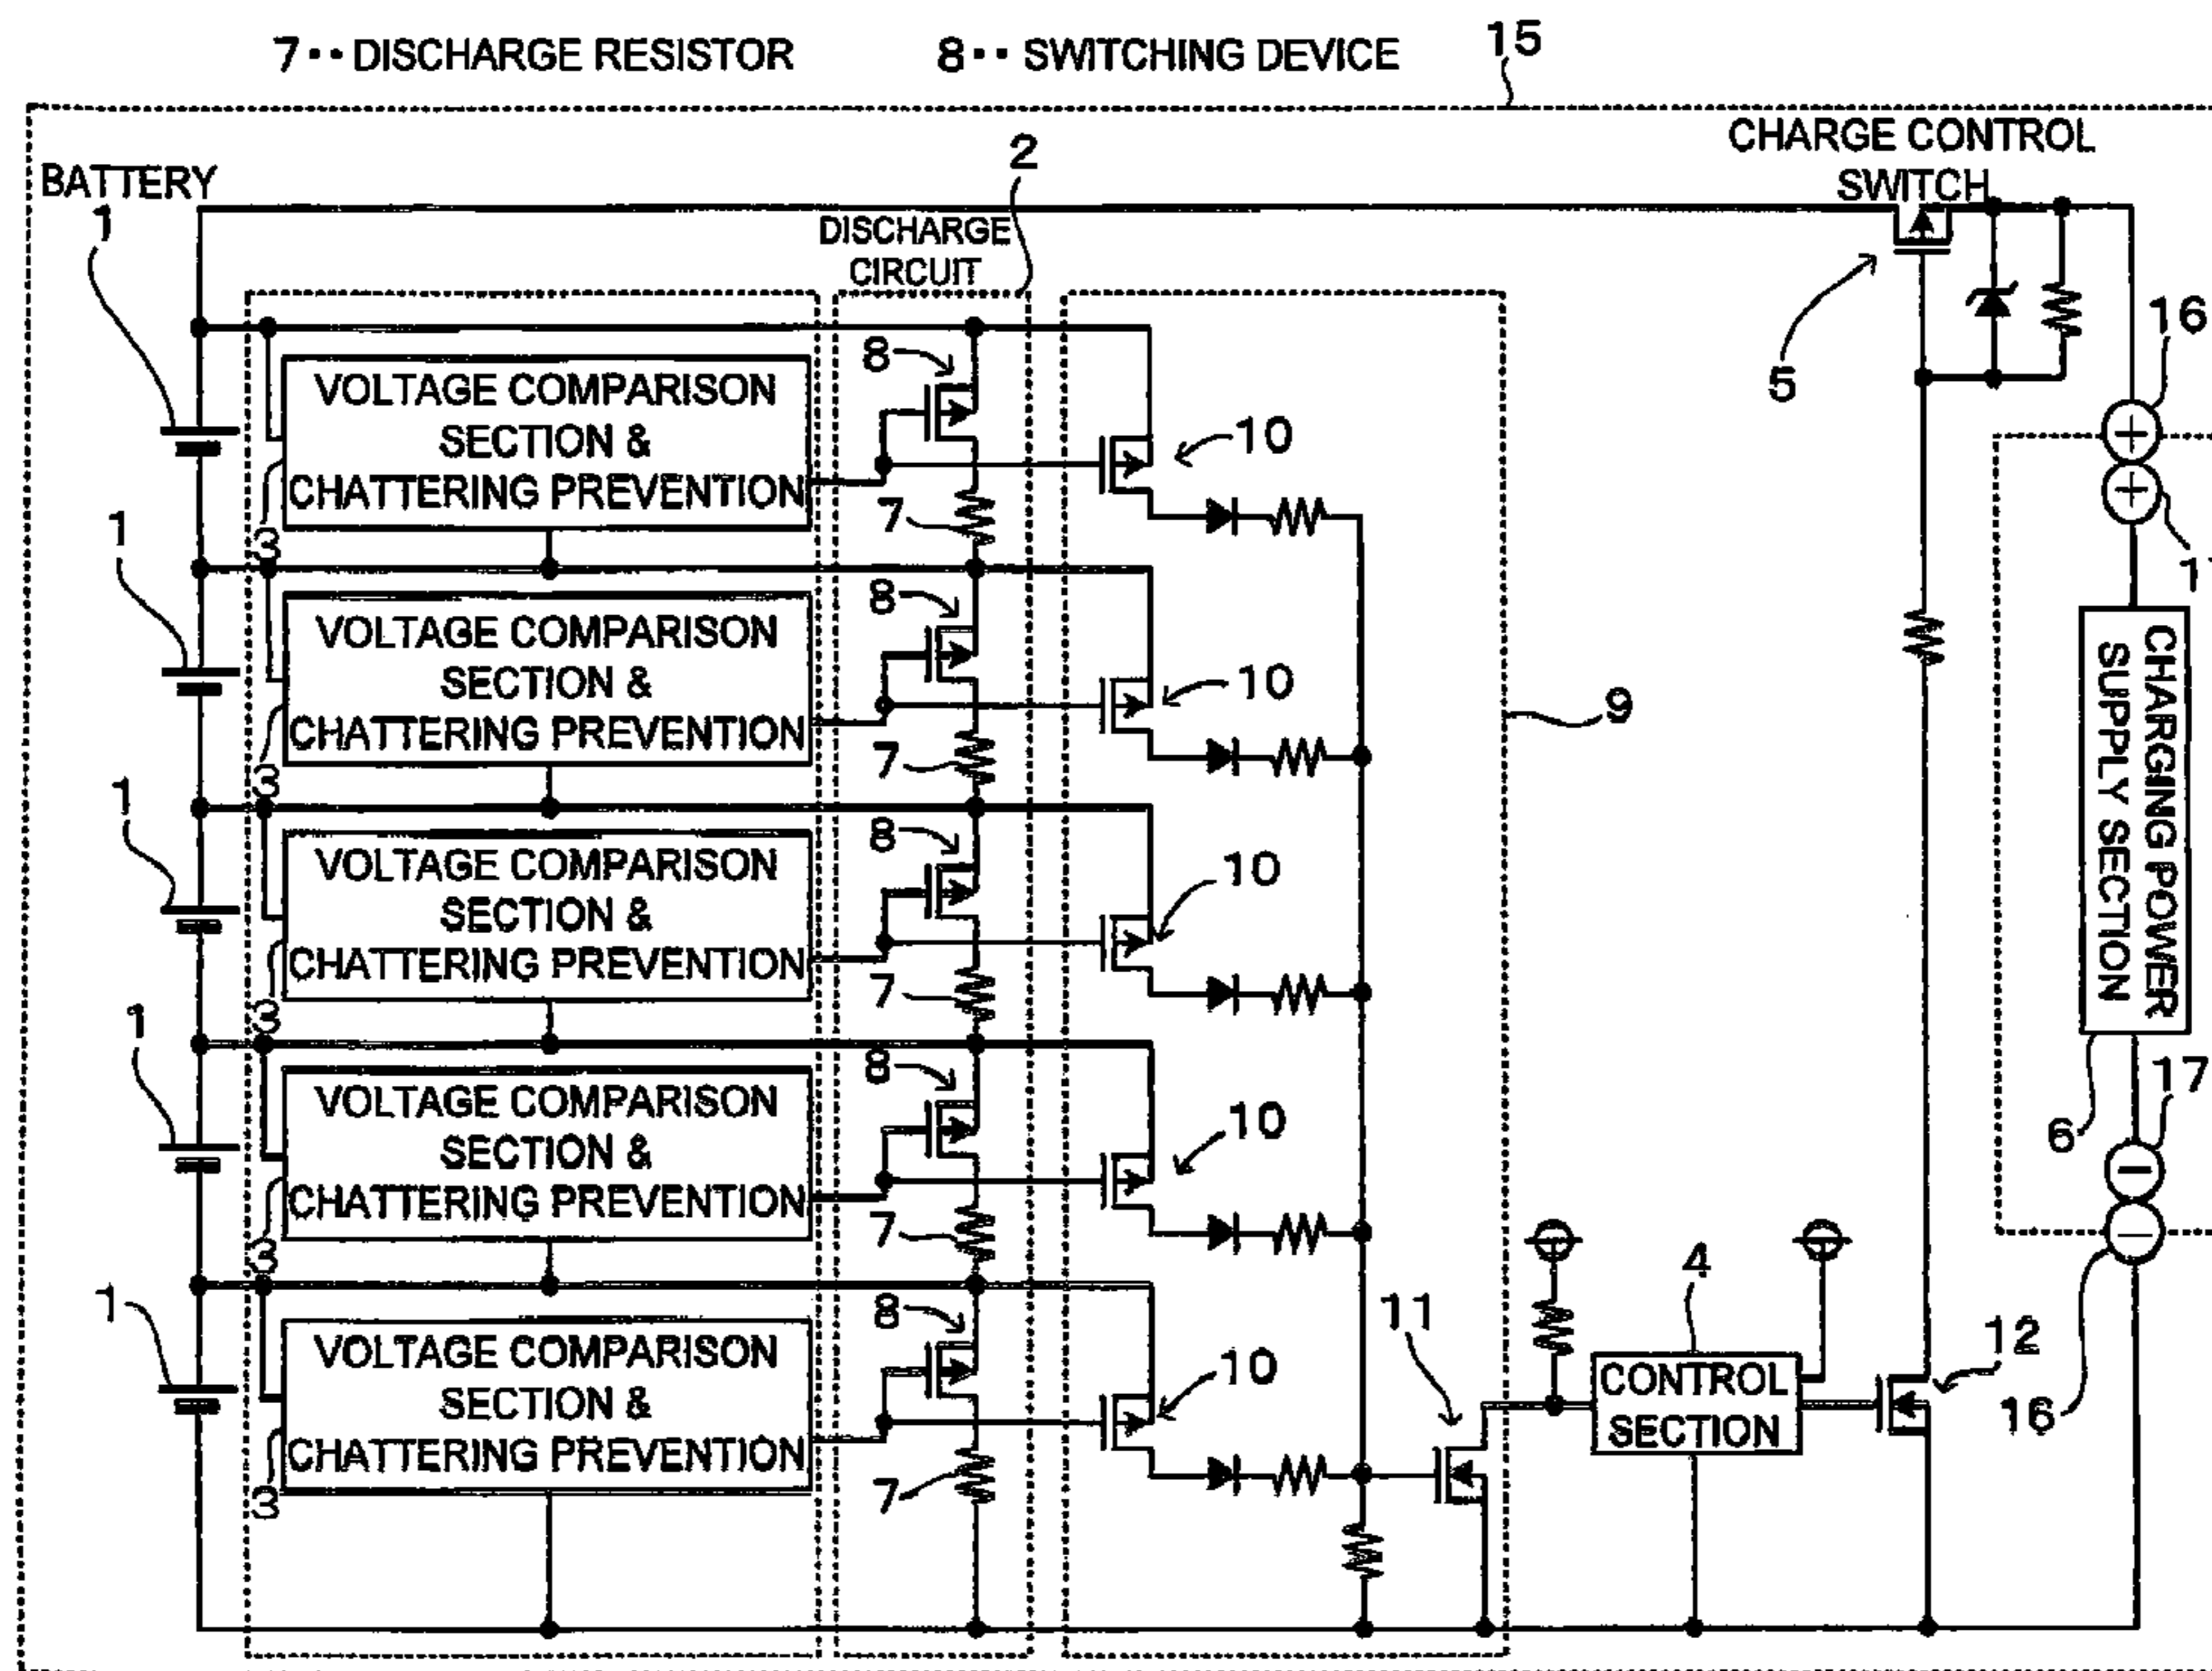 7‥DISCHARGE RESISTOR
8‥ SWITCHING DEVICE
15
CHARGE CONTROL
SWITCH
BATTERY
1
2
DISCHARGE
CIRCUIT
5
16
1
VOLTAGE COMPARISON
SECTION &
CHATTERING PREVENTION
3
8
7
10
1
VOLTAGE COMPARISON
SECTION &
CHATTERING PREVENTION
3
8
7
10
9
CHARGING POWER
SUPPLY SECTION
6
17
1
VOLTAGE COMPARISON
SECTION &
CHATTERING PREVENTION
3
8
7
10
1
VOLTAGE COMPARISON
SECTION &
CHATTERING PREVENTION
3
8
7
10
1
VOLTAGE COMPARISON
SECTION &
CHATTERING PREVENTION
3
8
7
10
11
4
CONTROL
SECTION
12
16